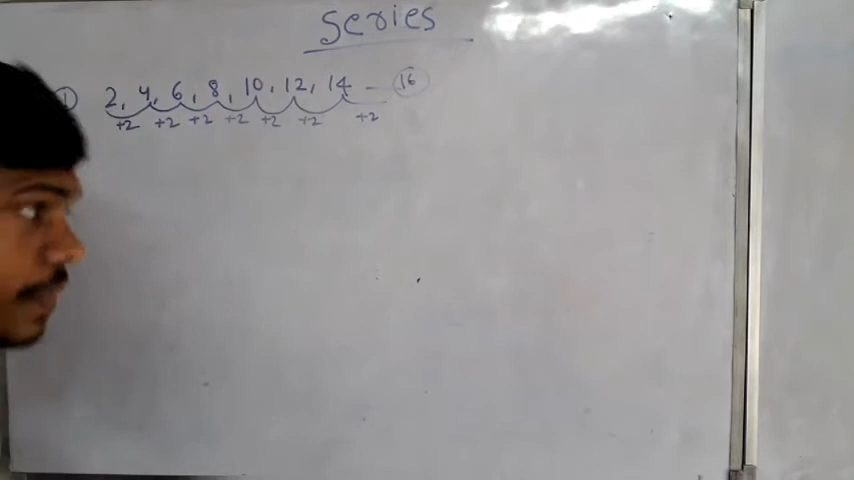 Series
1 2, 4, 6, 8, 10, 12, 14 — 16
+2 +2 +2 +2 +2 +2 +2